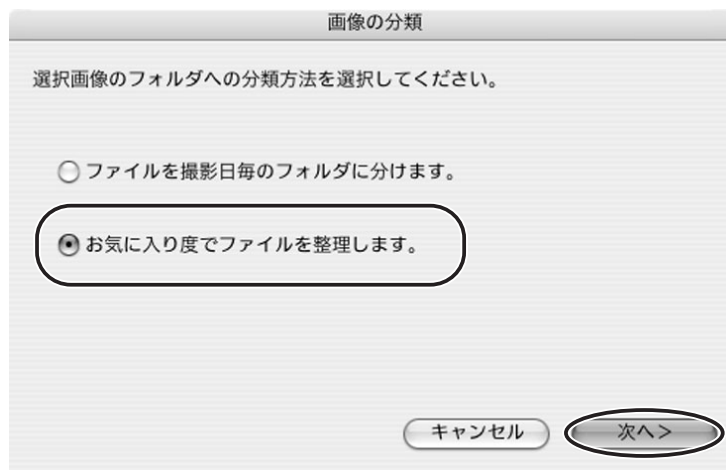 画像の分類
選択画像のフォルダへの分類方法を選択してください。
ファイルを撮影日毎のフォルダに分けます。
お気に入り度でファイルを整理します。
キャンセル 次へ>